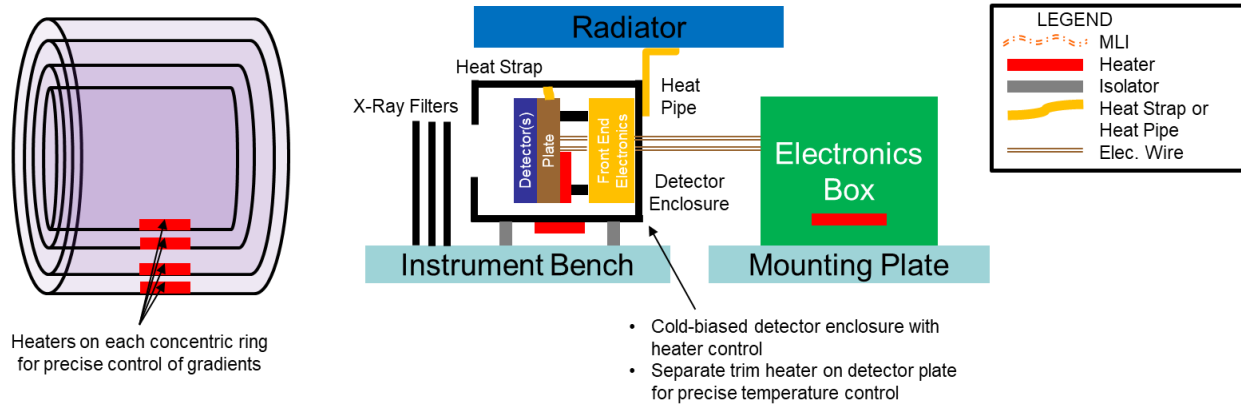 Radiator
LEGEND
MLI
Heater
Isolator
Heat Strap or
Heat Pipe
Elec. Wire
Heat Strap
X-Ray Filters
Heat
Pipe
Detector(s)
Plate
Front End
Electronics
Electronics
Box
Detector
Enclosure
Instrument Bench
Mounting Plate
Heaters on each concentric ring
for precise control of gradients
• Cold-biased detector enclosure with
heater control
• Separate trim heater on detector plate
for precise temperature control